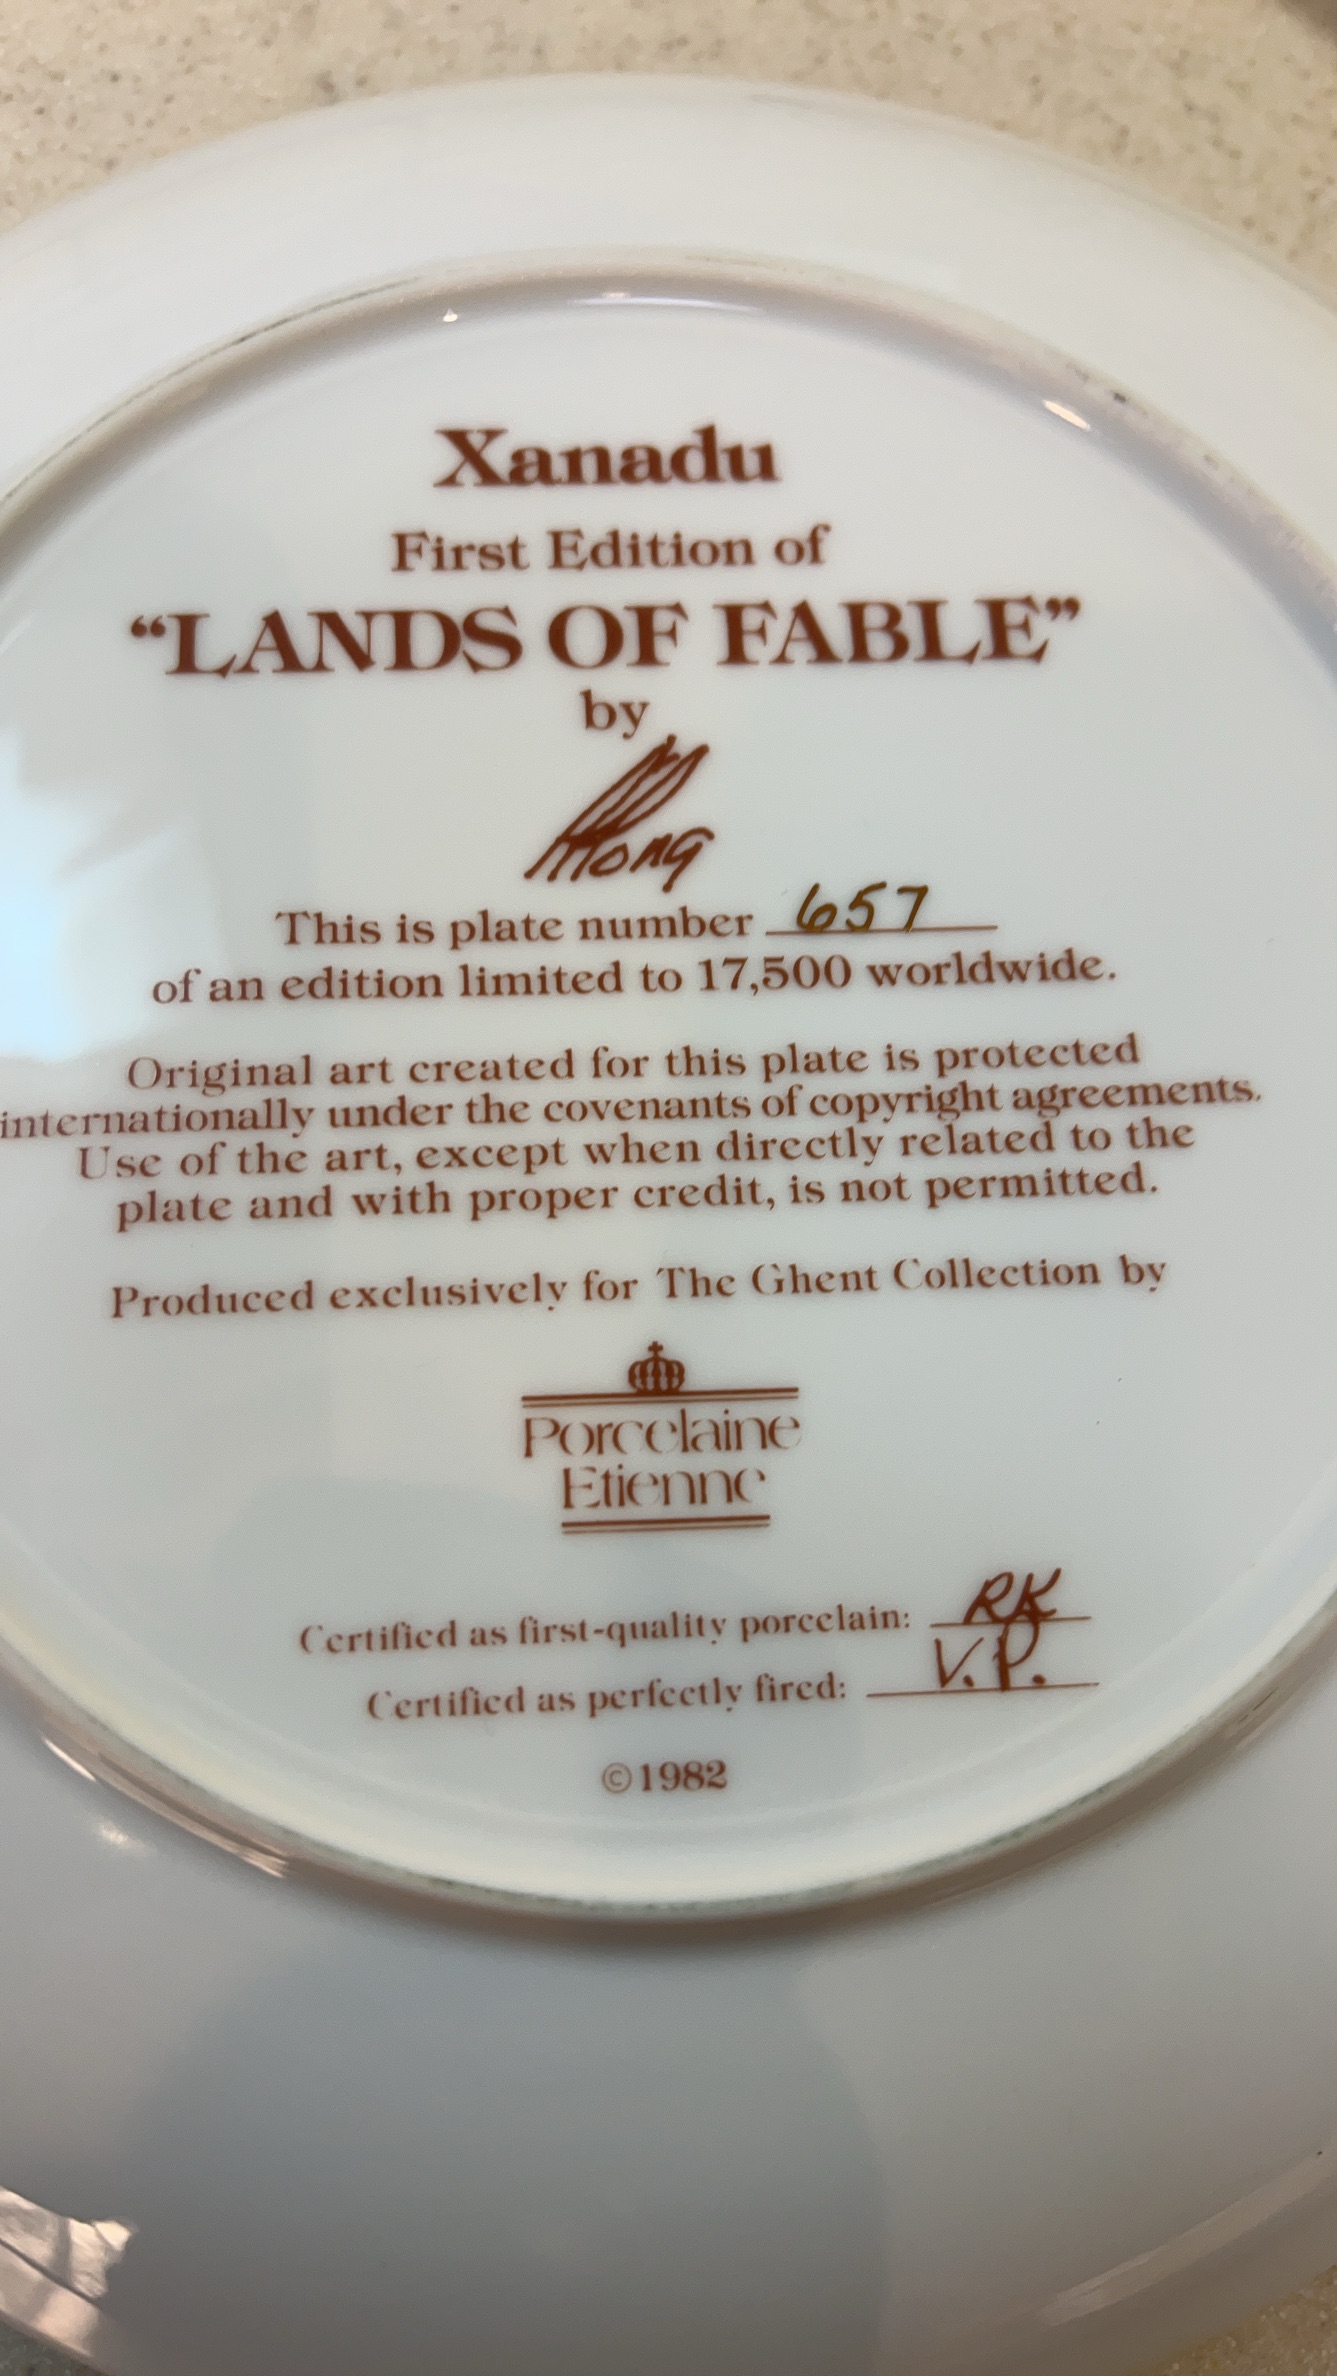 Xanadu
First Edition of
“LANDS OF FABLE”
by
This is plate number 657
of an edition limited to 17,500 worldwide.
Original art created for this plate is protected
internationally under the covenants of copyright agreements.
Use of the art, except when directly related to the
plate and with proper credit, is not permitted.
Produced exclusively for The Ghent Collection by
Porcelaine
Etienne
Certified as first-quality porcelain: RK
Certified as perfectly fired: V.P.
©1982